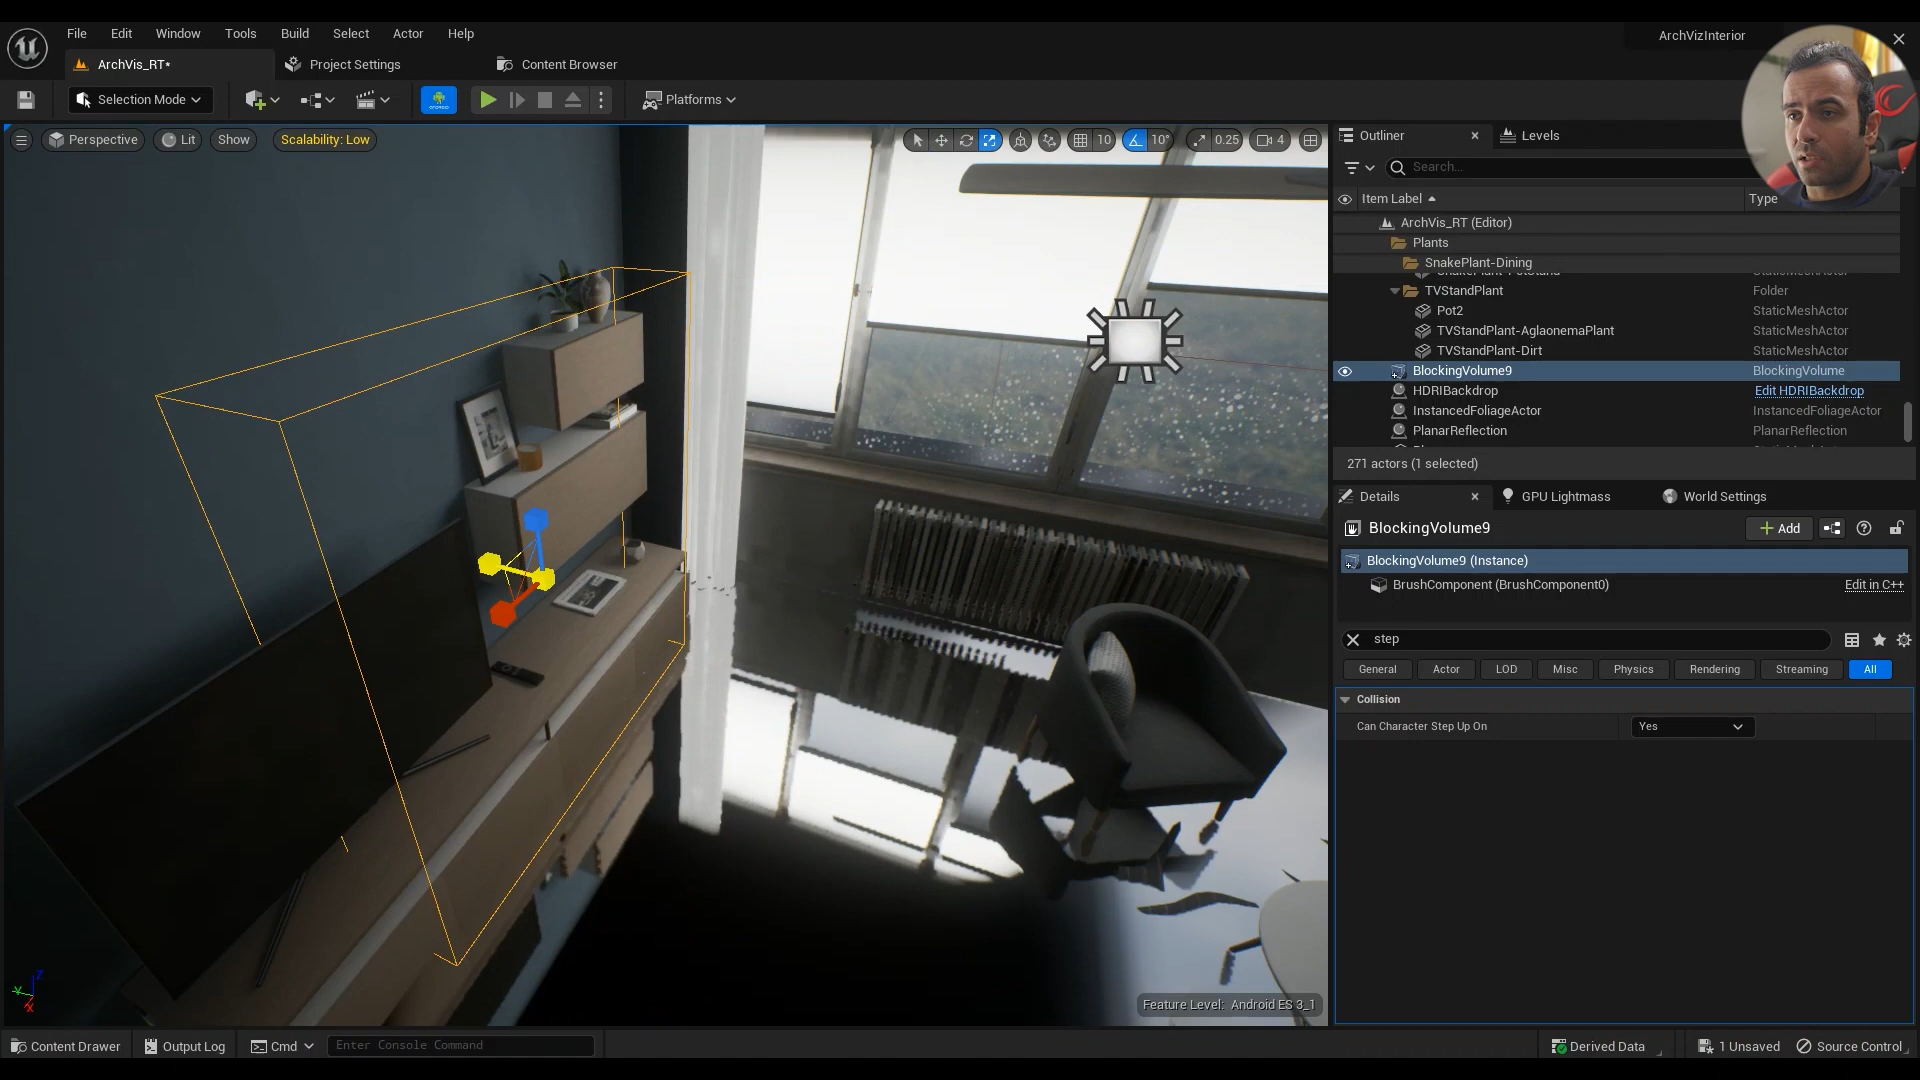 File Edit Window Tools Build Select Actor Help
ArchVizInterior
ArchVis_RT*
Project Settings
Content Browser
Selection Mode
Platforms
Perspective
Lit
Show
Scalability: Low
10
10°
0.25
4
Outliner
Levels
Search...
Item Label
Type
ArchVis_RT (Editor)
Plants
SnakePlant-Dining
TVStandPlant Folder
Pot2 StaticMeshActor
TVStandPlant-AglaonemaPlant StaticMeshActor
TVStandPlant-Dirt StaticMeshActor
BlockingVolume9 BlockingVolume
HDRIBackdrop Edit HDRIBackdrop
InstancedFoliageActor InstancedFoliageActor
PlanarReflection PlanarReflection
271 actors (1 selected)
Details
GPU Lightmass
World Settings
BlockingVolume9
Add
BlockingVolume9 (Instance)
BrushComponent (BrushComponent0) Edit in C++
step
General Actor LOD Misc Physics Rendering Streaming All
Collision
Can Character Step Up On Yes
Feature Level: Android ES 3_1
Content Drawer
Output Log
Cmd
Enter Console Command
Derived Data
1 Unsaved
Source Control